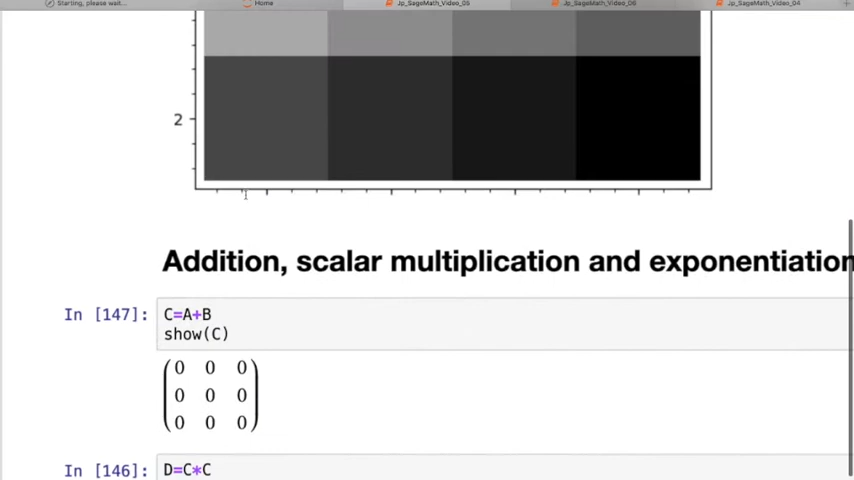 Starting, please wait...
Home
Jp_SageMath_Video_05
Jp_SageMath_Video_06
Jp_SageMath_Video_04
2
Addition, scalar multiplication and exponentiation
In [147]: C=A+B
show(C)
0 0 0
0 0 0
0 0 0
In [146]: D=C*C